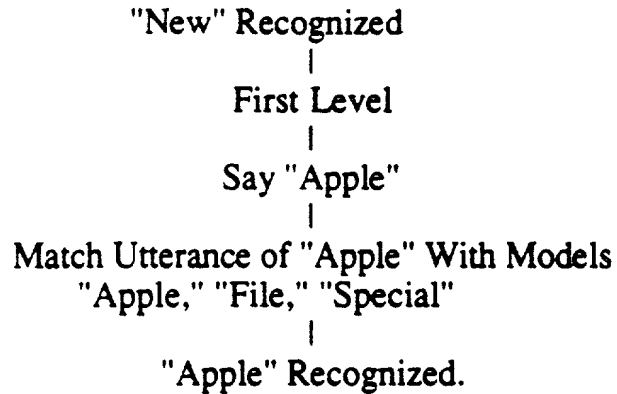 "New" Recognized
First Level
Say "Apple"
Match Utterance of "Apple" With Models
"Apple," "File," "Special"
"Apple" Recognized.